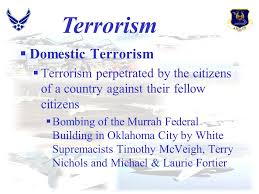 Terrorism
Domestic Terrorism
Terrorism perpetrated by the citizens
of a country against their fellow
citizens
Bombing of the Murrah Federal
Building in Oklahoma City by White
Supremacists Timothy McVeigh, Terry
Nichols and Michael & Laurie Fortier